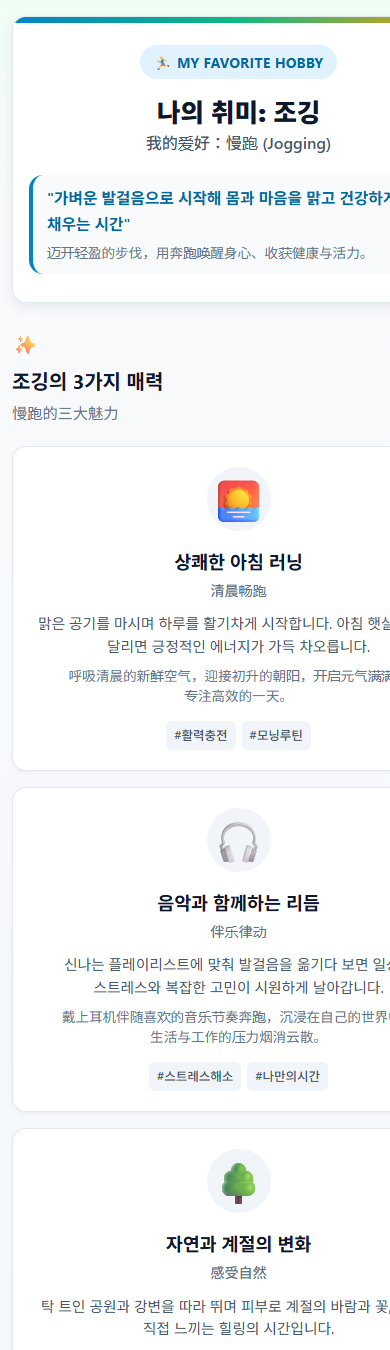 MY FAVORITE HOBBY
나의 취미: 조깅
我的爱好：慢跑 (Jogging)
"가벼운 발걸음으로 시작해 몸과 마음을 맑고 건강하게
채우는 시간"
迈开轻盈的步伐，用奔跑唤醒身心、收获健康与活力。
조깅의 3가지 매력
慢跑的三大魅力
상쾌한 아침 러닝
清晨畅跑
맑은 공기를 마시며 하루를 활기차게 시작합니다. 아침 햇살
달리면 긍정적인 에너지가 가득 차오릅니다.
呼吸清晨的新鲜空气，迎接初升的朝阳，开启元气满满
专注高效的一天。
#활력충전 #모닝루틴
음악과 함께하는 리듬
伴乐律动
신나는 플레이리스트에 맞춰 발걸음을 옮기다 보면 일상
스트레스와 복잡한 고민이 시원하게 날아갑니다.
戴上耳机伴随喜欢的音乐节奏奔跑，沉浸在自己的世界
生活与工作的压力烟消云散。
#스트레스해소 #나만의시간
자연과 계절의 변화
感受自然
탁 트인 공원과 강변을 따라 뛰며 피부로 계절의 바람과 꽃,
직접 느끼는 힐링의 시간입니다.